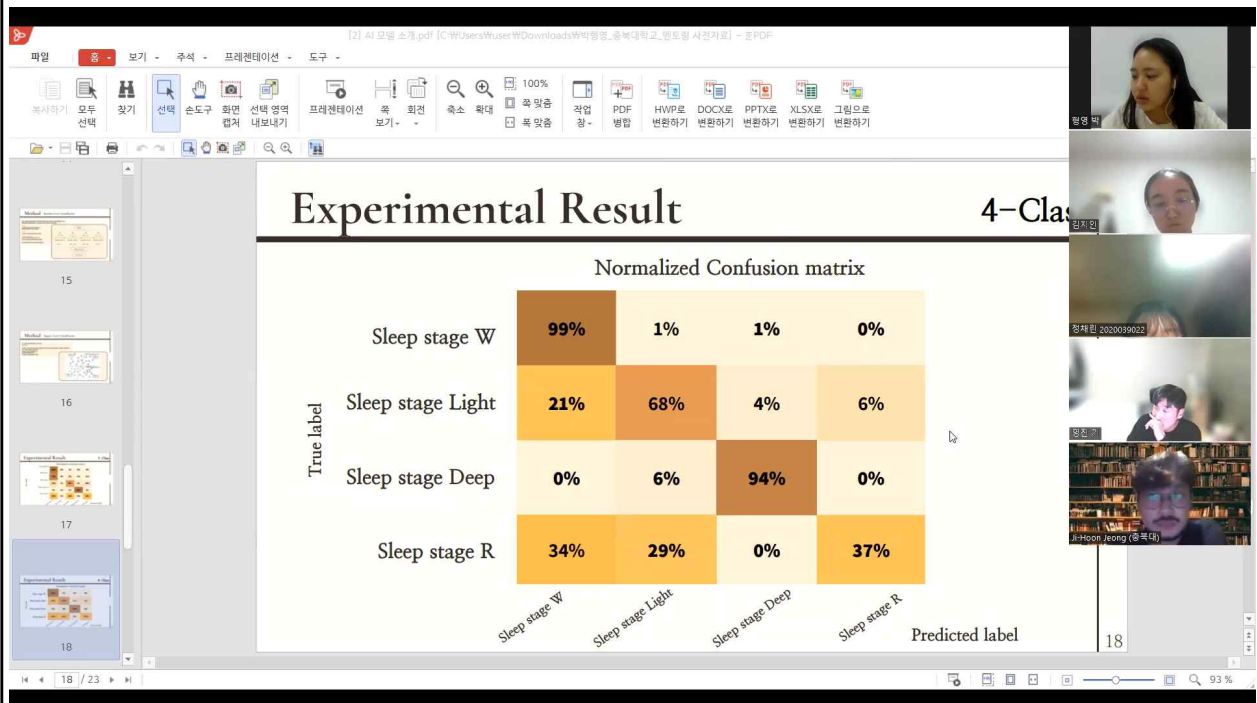 [2] AI 모델 소개.pdf [C:₩Users₩user₩Downloads₩박형영_충북대학교_멘토링 사전자료] - 한PDF
파일 홈 보기 주석 프레젠테이션 도구
복사하기 모두 선택 찾기 선택 손도구 화면 캡처 선택 영역 내보내기 프레젠테이션 쪽 보기 회전 축소 확대 100% 쪽 맞춤 폭 맞춤 작업 창 PDF 병합 HWP로 변환하기 DOCX로 변환하기 PPTX로 변환하기 XLSX로 변환하기 그림으로 변환하기
15
16
17
18
Experimental Result 4-Clas
Normalized Confusion matrix
True label
Sleep stage W 99% 1% 1% 0%
Sleep stage Light 21% 68% 4% 6%
Sleep stage Deep 0% 6% 94% 0%
Sleep stage R 34% 29% 0% 37%
Sleep stage W Sleep stage Light Sleep stage Deep Sleep stage R
Predicted label
18
형영 박
김지인
정채린 2020039022
Ji-Hoon Jeong (충북대)
18 / 23
93 %